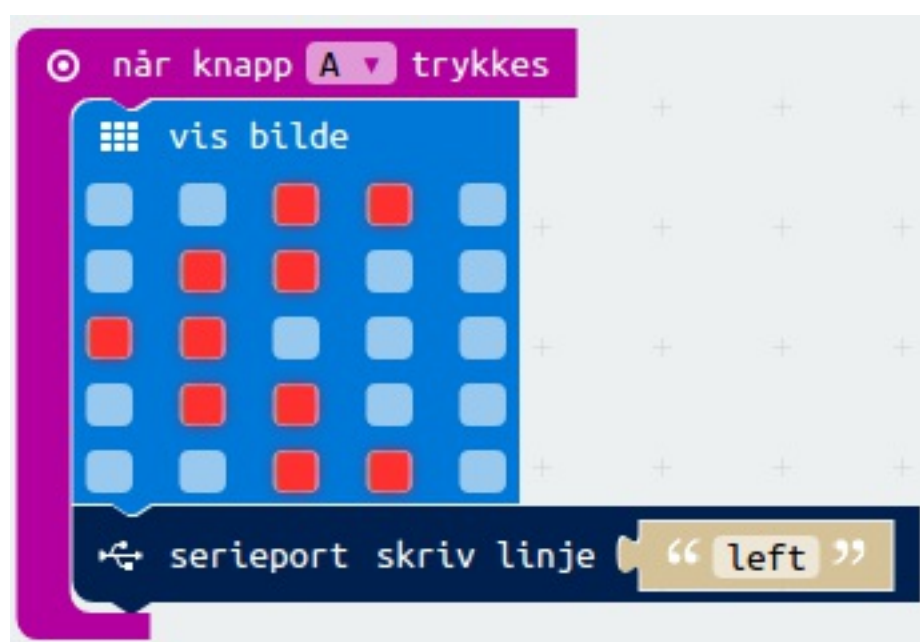 når knapp A trykkes
vis bilde
serieport skriv linje “ left ”